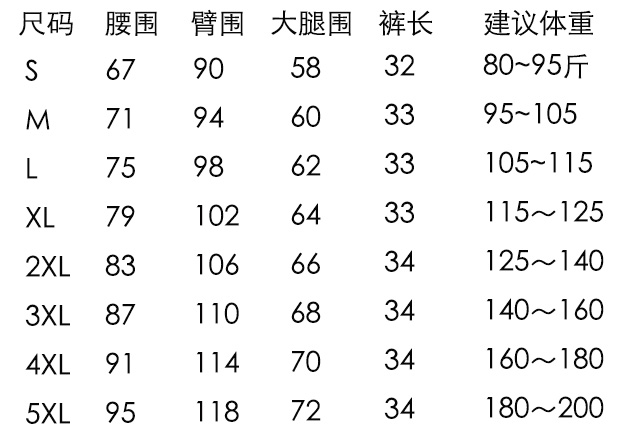 尺码 腰围 臂围 大腿围 裤长 建议体重
S 67 90 58 32 80~95斤
M 71 94 60 33 95~105
L 75 98 62 33 105~115
XL 79 102 64 33 115～125
2XL 83 106 66 34 125～140
3XL 87 110 68 34 140～160
4XL 91 114 70 34 160～180
5XL 95 118 72 34 180～200